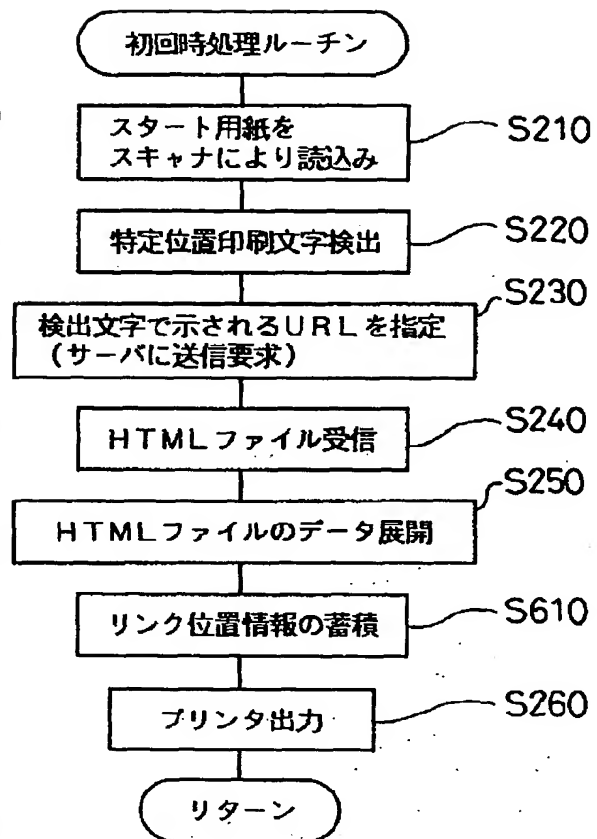 初回時処理ルーチン
スタート用紙を
スキャナにより読込み
S210
特定位置印刷文字検出
S220
S230
検出文字で示されるURLを指定
(サーバに送信要求)
HTMLファイル受信
S240
S250
HTMLファイルのデータ展開
リンク位置情報の蓄積
S610
プリンタ出力
S260
リターン